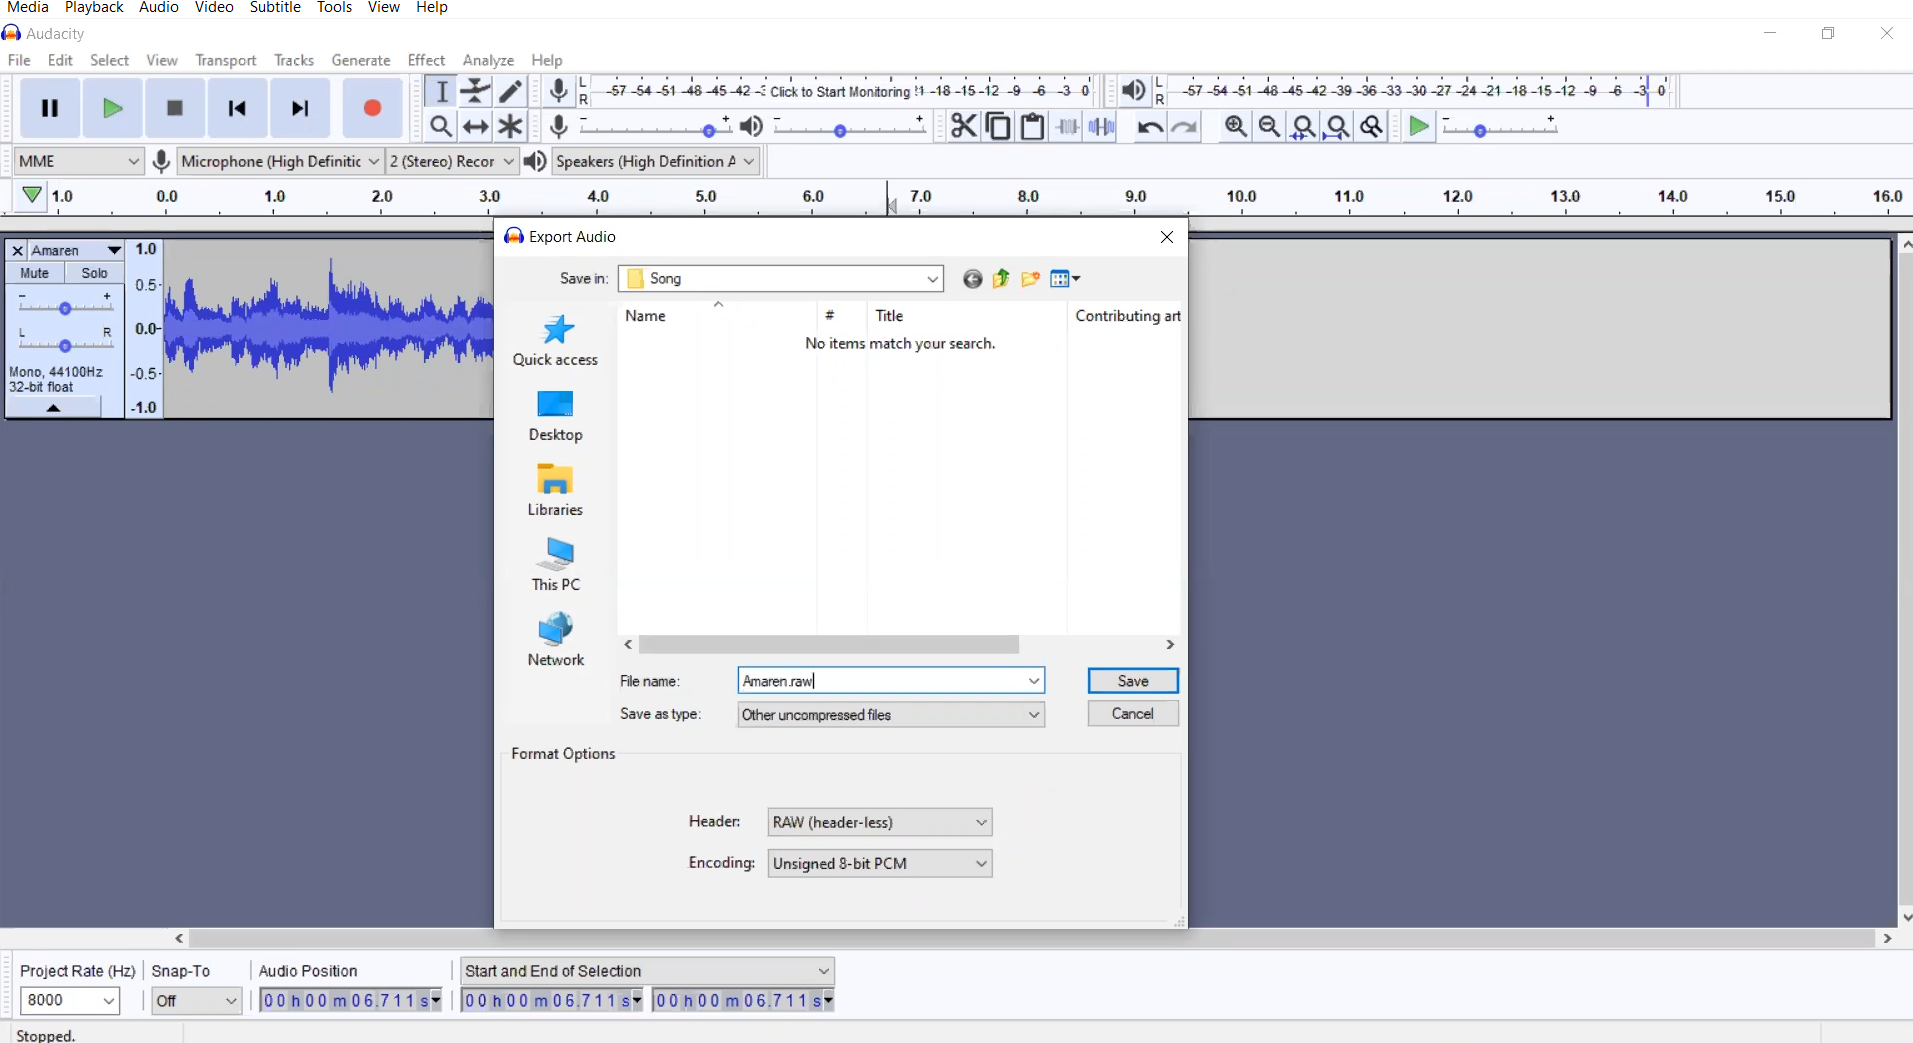 Media Playback Audio Video Subtitle Tools View Help
Audacity
File Edit Select View Transport Tracks Generate Effect Analyze Help
L
R
-57 -54 -51 -48 -45 -42 -3 Click to Start Monitoring !1 -18 -15 -12 -9 -6 -3 0
L
R
-57 -54 -51 -48 -45 -42 -39 -36 -33 -30 -27 -24 -21 -18 -15 -12 -9 -6 -3 0
MME
Microphone (High Definitic
2 (Stereo) Recor
Speakers (High Definition A
1.0 0.0 1.0 2.0 3.0 4.0 5.0 6.0 7.0 8.0 9.0 10.0 11.0 12.0 13.0 14.0 15.0 16.0
Amaren
Mute Solo
- +
L R
Mono, 44100Hz
32-bit float
1.0
0.5-
0.0-
-0.5-
-1.0
Export Audio
Save in: Song
Name # Title Contributing art
No items match your search.
Quick access
Desktop
Libraries
This PC
Network
File name: Amaren.raw Save
Save as type: Other uncompressed files Cancel
Format Options
Header: RAW (header-less)
Encoding: Unsigned 8-bit PCM
Project Rate (Hz) Snap-To Audio Position Start and End of Selection
8000 Off 00 h 00 m 06.711 s 00 h 00 m 06.711 s 00 h 00 m 06.711 s
Stopped.